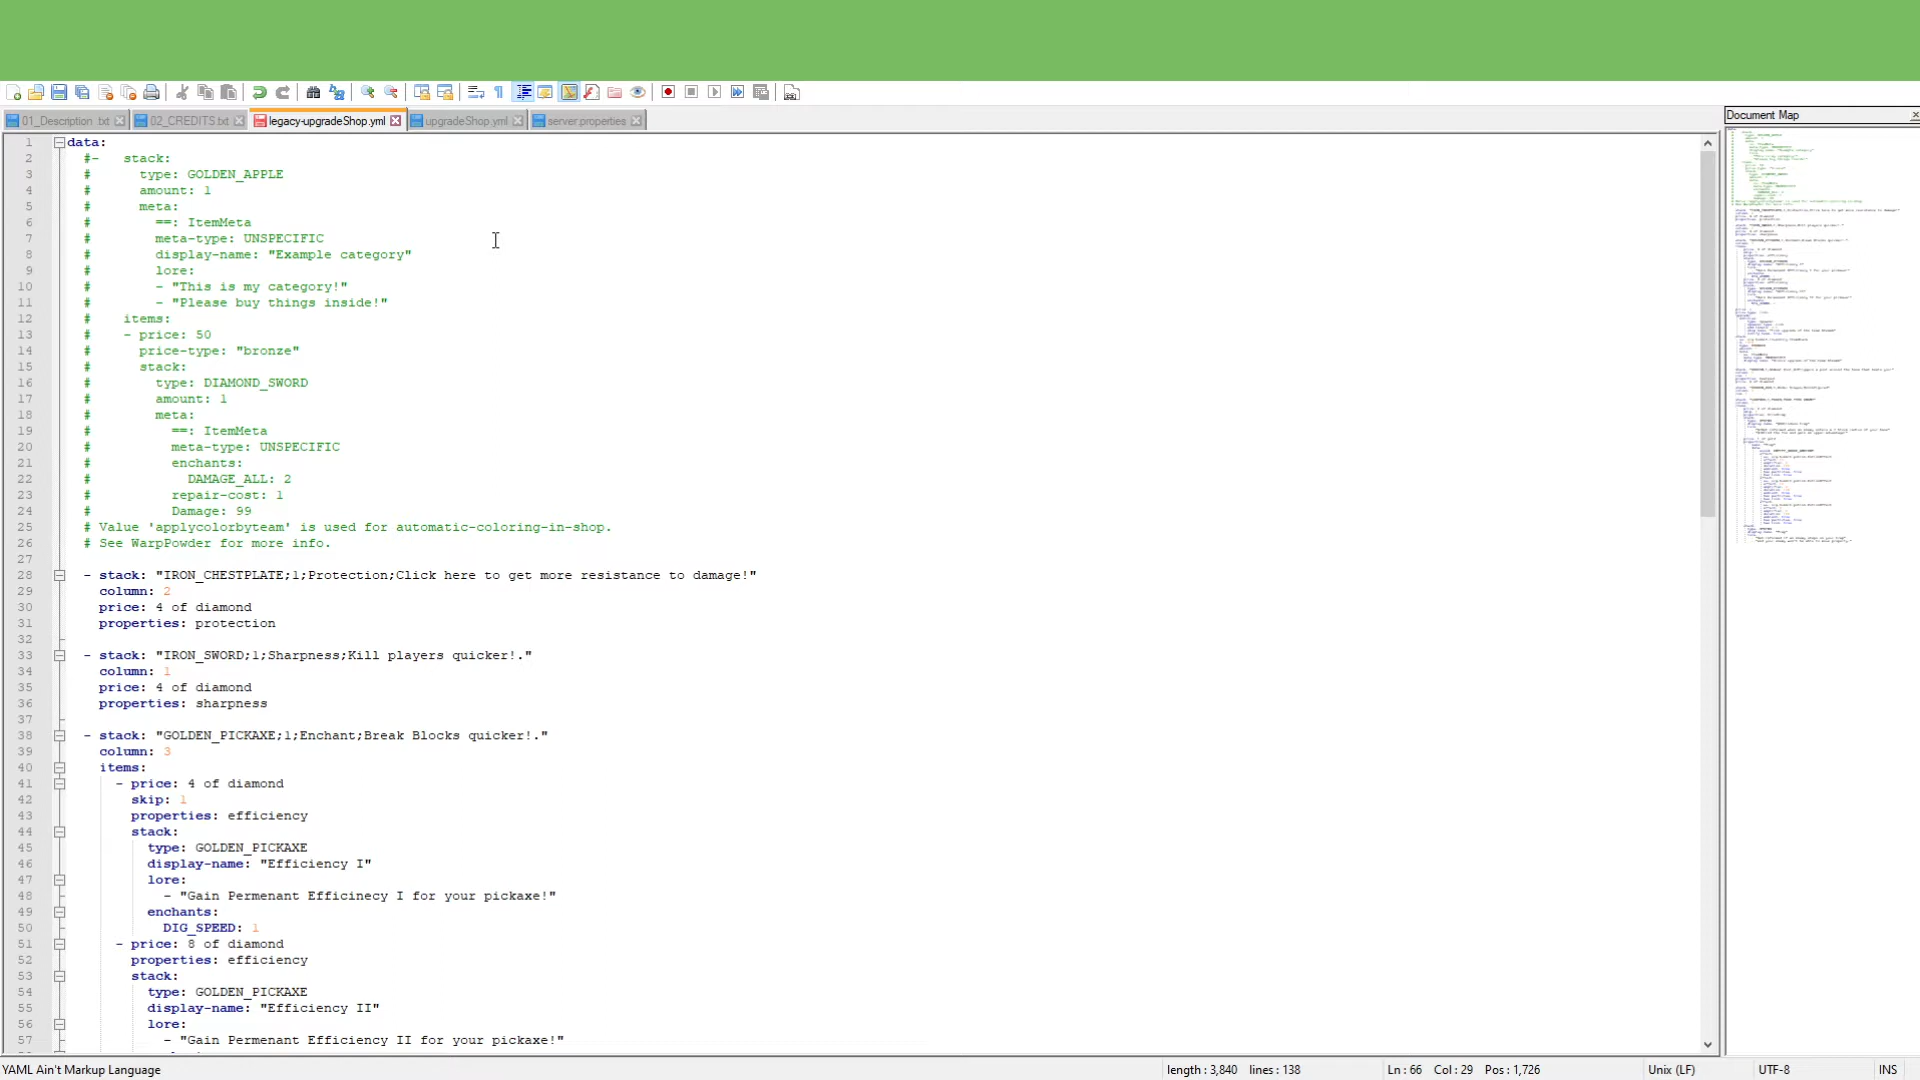 01_Description .txt 02_CREDITS.txt legacy-upgradeShop.yml upgradeShop.yml server.properties
Document Map
1 data:
2 #- stack:
3 # type: GOLDEN_APPLE
4 # amount: 1
5 # meta:
6 # ==: ItemMeta
7 # meta-type: UNSPECIFIC
8 # display-name: "Example category"
9 # lore:
10 # - "This is my category!"
11 # - "Please buy things inside!"
12 # items:
13 # - price: 50
14 # price-type: "bronze"
15 # stack:
16 # type: DIAMOND_SWORD
17 # amount: 1
18 # meta:
19 # ==: ItemMeta
20 # meta-type: UNSPECIFIC
21 # enchants:
22 # DAMAGE_ALL: 2
23 # repair-cost: 1
24 # Damage: 99
25 # Value 'applycolorbyteam' is used for automatic-coloring-in-shop.
26 # See WarpPowder for more info.
27
28 - stack: "IRON_CHESTPLATE;1;Protection;Click here to get more resistance to damage!"
29 column: 2
30 price: 4 of diamond
31 properties: protection
32
33 - stack: "IRON_SWORD;1;Sharpness;Kill players quicker!."
34 column: 1
35 price: 4 of diamond
36 properties: sharpness
37
38 - stack: "GOLDEN_PICKAXE;1;Enchant;Break Blocks quicker!."
39 column: 3
40 items:
41 - price: 4 of diamond
42 skip: 1
43 properties: efficiency
44 stack:
45 type: GOLDEN_PICKAXE
46 display-name: "Efficiency I"
47 lore:
48 - "Gain Permenant Efficinecy I for your pickaxe!"
49 enchants:
50 DIG_SPEED: 1
51 - price: 8 of diamond
52 properties: efficiency
53 stack:
54 type: GOLDEN_PICKAXE
55 display-name: "Efficiency II"
56 lore:
57 - "Gain Permenant Efficiency II for your pickaxe!"
YAML Ain't Markup Language length : 3,840 lines : 138 Ln : 66 Col : 29 Pos : 1,726 Unix (LF) UTF-8 INS